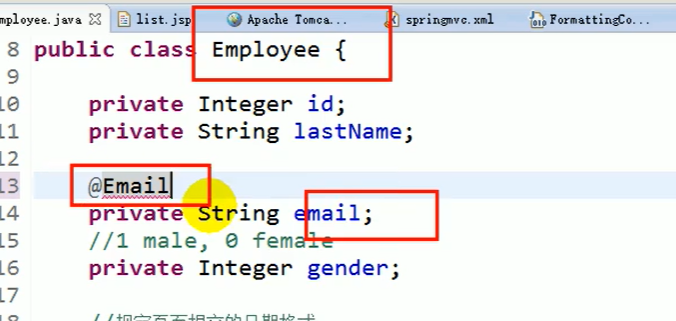 mployee.java list.jsp Apache Tomca... springmvc.xml FormattingCo...
8 public class Employee {
9
10 private Integer id;
11 private String lastName;
12
13 @Email
14 private String email;
15 //1 male, 0 female
16 private Integer gender;
17